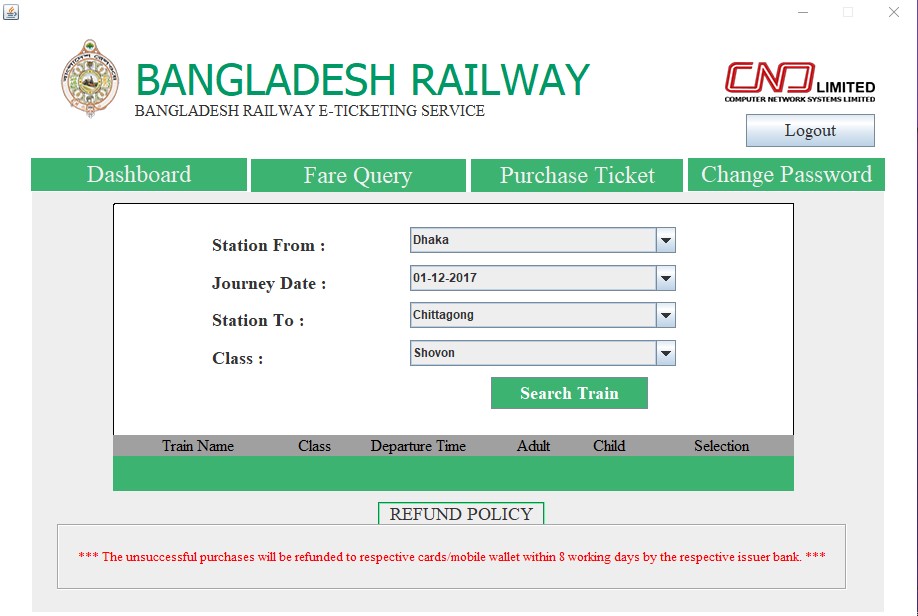 BANGLADESH RAILWAY
BANGLADESH RAILWAY E-TICKETING SERVICE
LIMITED
COMPUTER NETWORK SYSTEMS LIMITED
Logout
Dashboard Fare Query Purchase Ticket Change Password
Station From : Dhaka
Journey Date : 01-12-2017
Station To : Chittagong
Class : Shovon
Search Train
Train Name Class Departure Time Adult Child Selection
REFUND POLICY
*** The unsuccessful purchases will be refunded to respective cards/mobile wallet within 8 working days by the respective issuer bank. ***